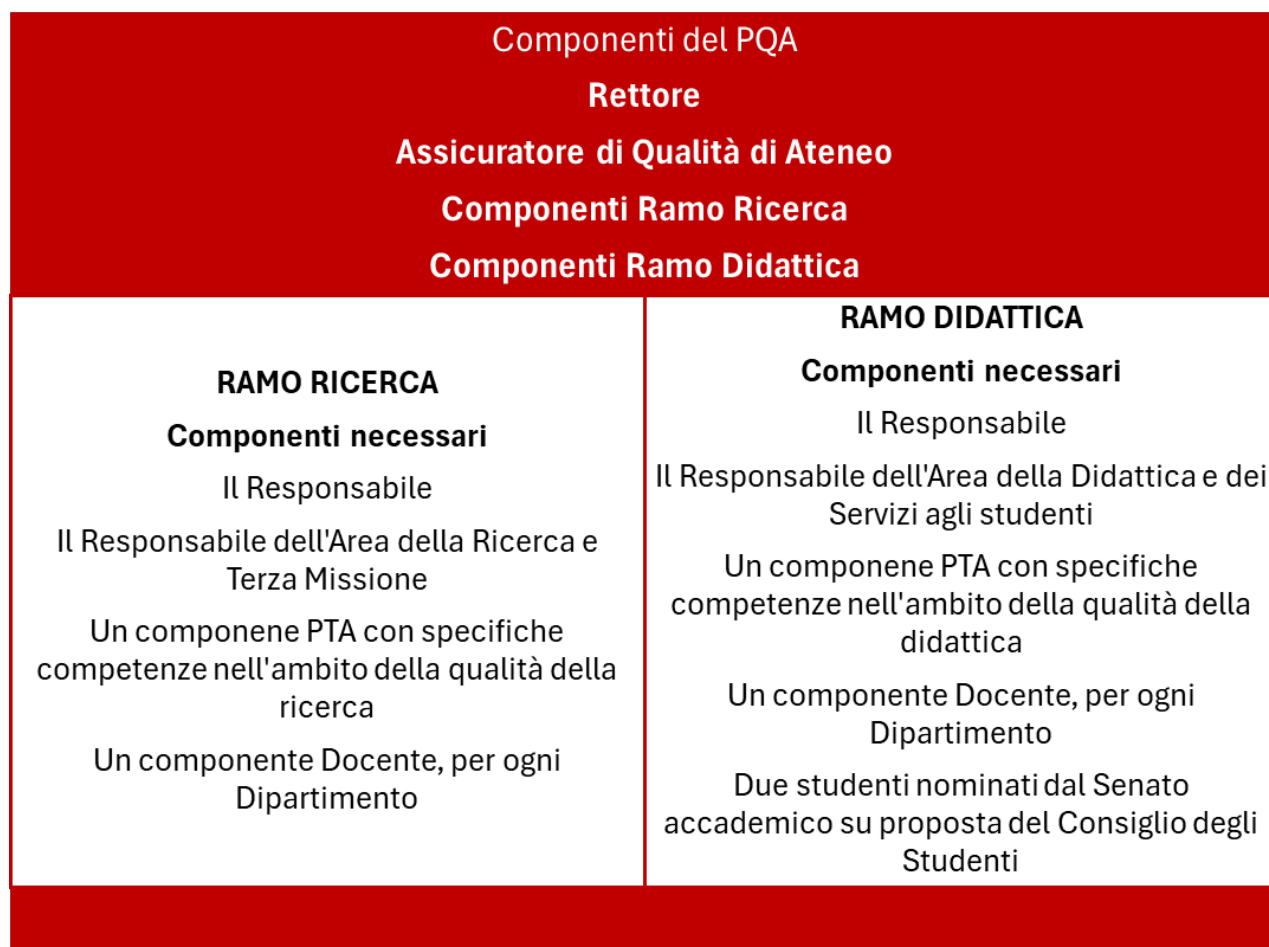 Componenti del PQA
Rettore
Assicuratore di Qualità di Ateneo
Componenti Ramo Ricerca
Componenti Ramo Didattica
RAMO RICERCA
Componenti necessari
Il Responsabile
Il Responsabile dell'Area della Ricerca e
Terza Missione
Un componene PTA con specifiche
competenze nell'ambito della qualità della
ricerca
Un componente Docente, per ogni
Dipartimento
RAMO DIDATTICA
Componenti necessari
Il Responsabile
Il Responsabile dell'Area della Didattica e dei
Servizi agli studenti
Un componene PTA con specifiche
competenze nell'ambito della qualità della
didattica
Un componente Docente, per ogni
Dipartimento
Due studenti nominati dal Senato
accademico su proposta del Consiglio degli
Studenti